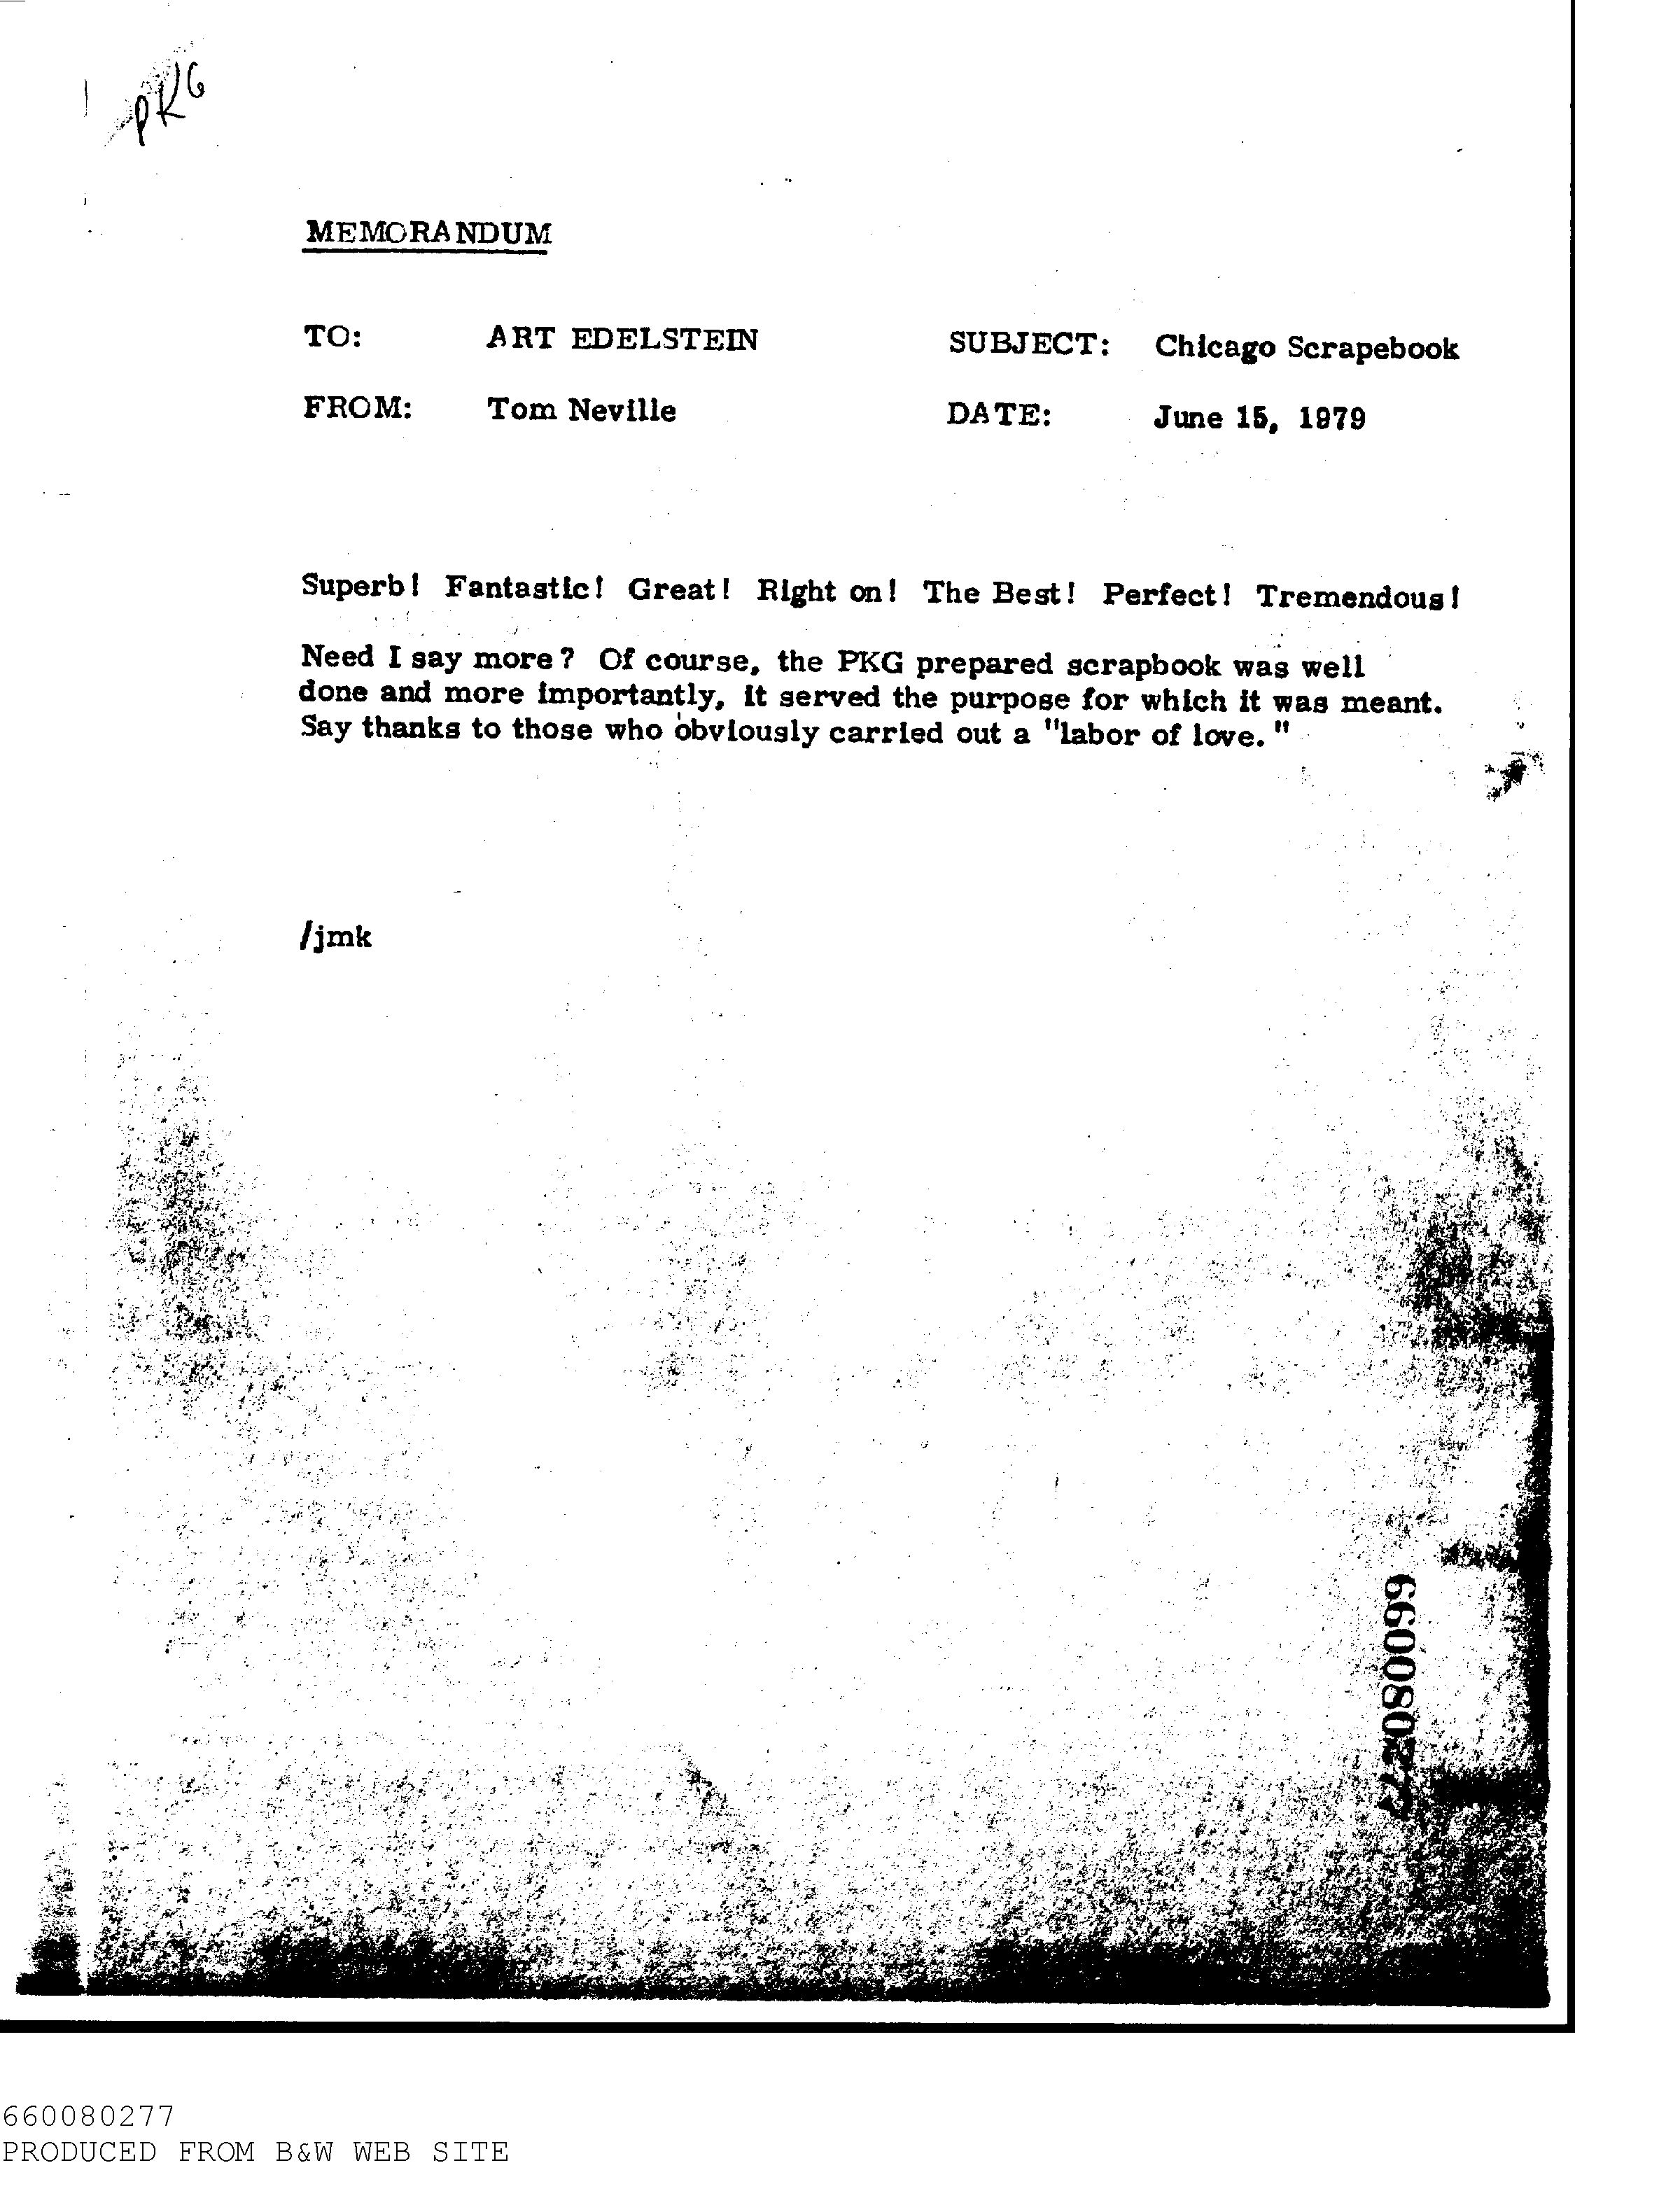 PKG
MEMORANDUM
TO: ART EDELSTEIN SUBJECT: Chicago Scrapebook
FROM: Tom Neville DATE: June 15, 1979
Superb! Fantastic! Great! Right on! The Best! Perfect! Tremendous!
Need I say more? Of course, the PKG prepared scrapbook was well
done and more importantly, it served the purpose for which it was meant.
Say thanks to those who obviously carried out a "labor of love."
/jmk
660080277
660080277
PRODUCED FROM B&W WEB SITE